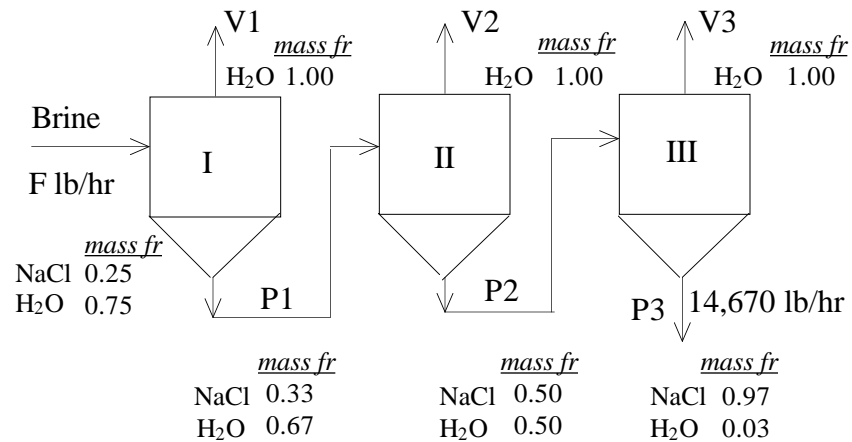 V1
mass fr
H₂O 1.00
V2
mass fr
H₂O 1.00
V3
mass fr
H₂O 1.00
Brine
F lb/hr
I
II
III
mass fr
NaCl 0.25
H₂O 0.75
P1
P2
P3
14,670 lb/hr
mass fr
NaCl 0.33
H₂O 0.67
mass fr
NaCl 0.50
H₂O 0.50
mass fr
NaCl 0.97
H₂O 0.03